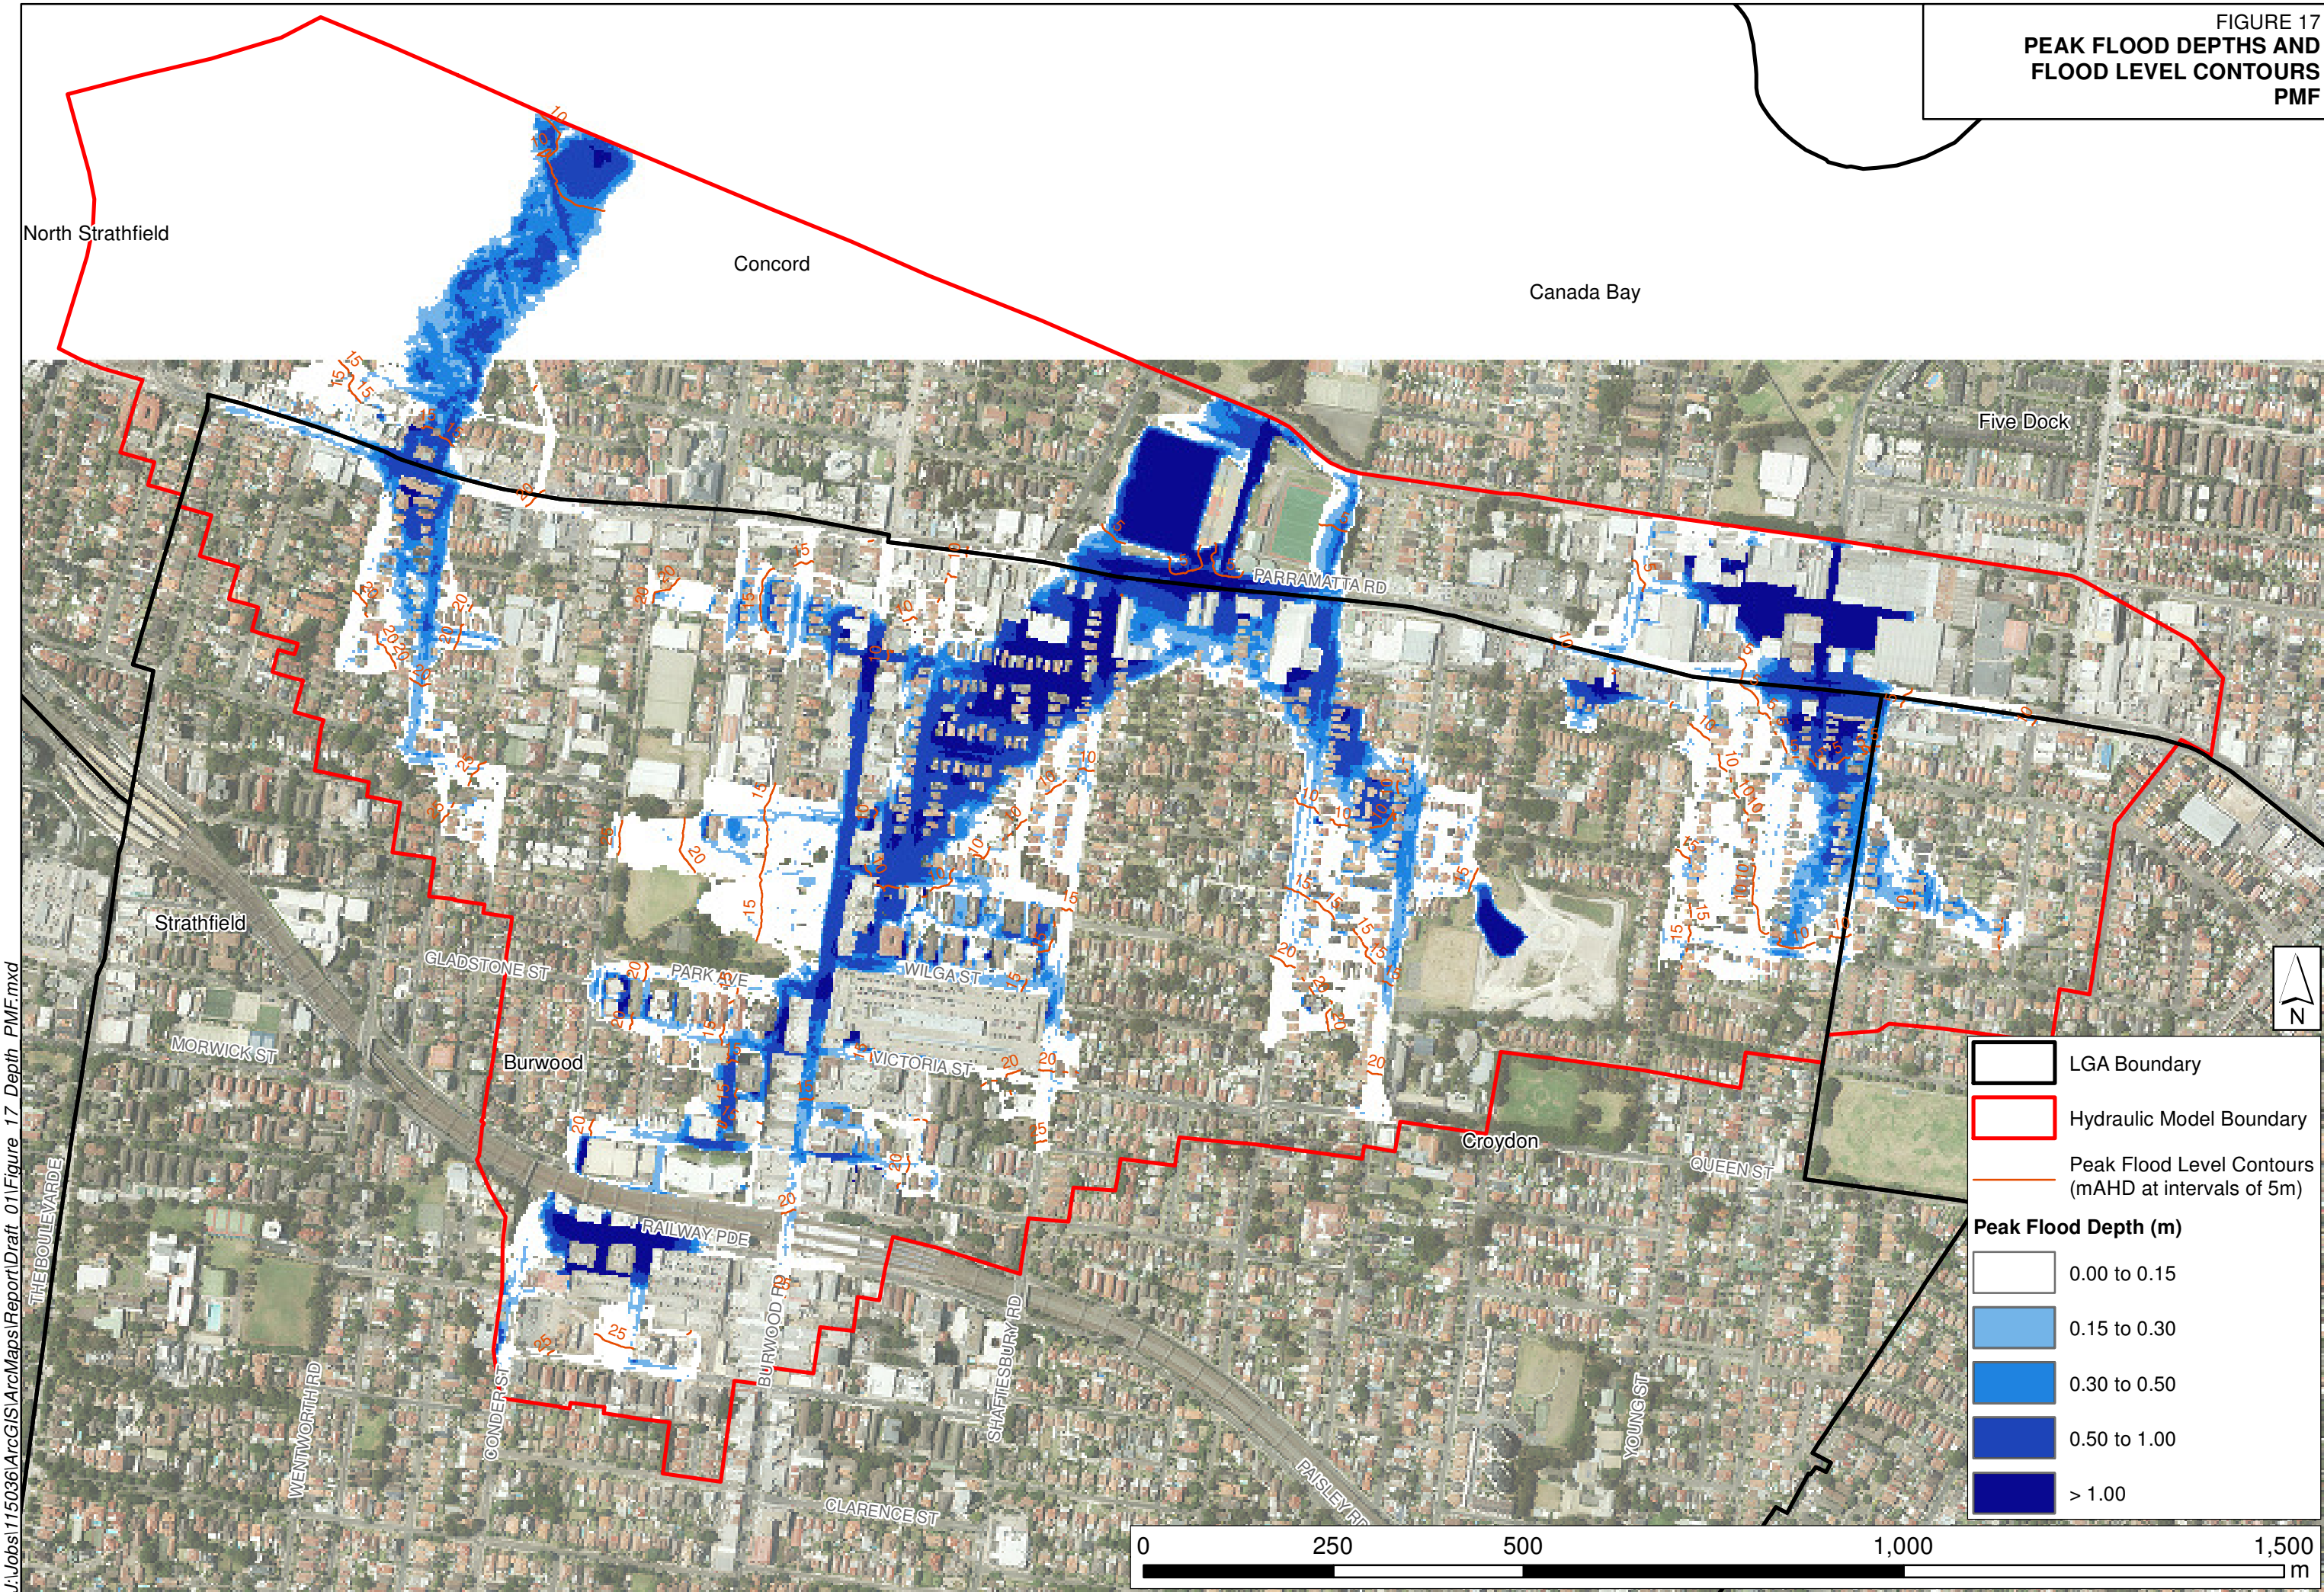 FIGURE 17
PEAK FLOOD DEPTHS AND
FLOOD LEVEL CONTOURS
PMF
North Strathfield
Concord
Canada Bay
Five Dock
PARRAMATTA RD
Strathfield
GLADSTONE ST
PARK AVE
WILGA ST
MORWICK ST
Burwood
VICTORIA ST
Croydon
QUEEN ST
THE BOULEVARDE
RAILWAY PDE
BURWOOD RD
SHAFTESBURY RD
WENTWORTH RD
CONDER ST
YOUNG ST
PAISLEY RD
CLARENCE ST
N
LGA Boundary
Hydraulic Model Boundary
Peak Flood Level Contours
(mAHD at intervals of 5m)
Peak Flood Depth (m)
0.00 to 0.15
0.15 to 0.30
0.30 to 0.50
0.50 to 1.00
> 1.00
0 250 500 1,000 1,500
m
J:\Jobs\115036\ArcGIS\ArcMaps\Report\Draft_01\Figure_17_Depth_PMF.mxd